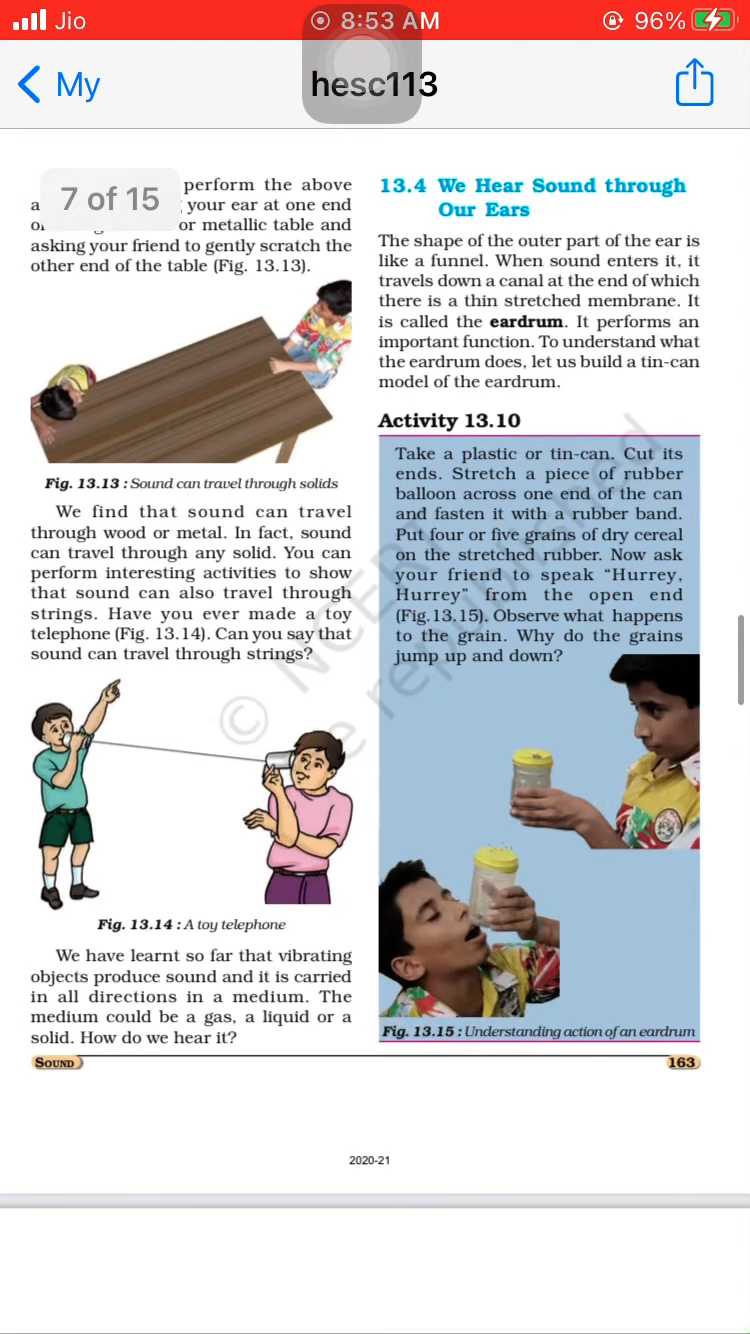 Jio
8:53 AM
96%
My
hesc113
7 of 15
perform the above
a your ear at one end
or metallic table and
asking your friend to gently scratch the
other end of the table (Fig. 13.13).
Fig. 13.13 : Sound can travel through solids
We find that sound can travel
through wood or metal. In fact, sound
can travel through any solid. You can
perform interesting activities to show
that sound can also travel through
strings. Have you ever made a toy
telephone (Fig. 13.14). Can you say that
sound can travel through strings?
Fig. 13.14 : A toy telephone
We have learnt so far that vibrating
objects produce sound and it is carried
in all directions in a medium. The
medium could be a gas, a liquid or a
solid. How do we hear it?
13.4 We Hear Sound through
Our Ears
The shape of the outer part of the ear is
like a funnel. When sound enters it, it
travels down a canal at the end of which
there is a thin stretched membrane. It
is called the eardrum. It performs an
important function. To understand what
the eardrum does, let us build a tin-can
model of the eardrum.
Activity 13.10
Take a plastic or tin-can. Cut its
ends. Stretch a piece of rubber
balloon across one end of the can
and fasten it with a rubber band.
Put four or five grains of dry cereal
on the stretched rubber. Now ask
your friend to speak “Hurrey,
Hurrey” from the open end
(Fig.13.15). Observe what happens
to the grain. Why do the grains
jump up and down?
Fig. 13.15 : Understanding action of an eardrum
© NCERT
e republished
SOUND
163
2020-21